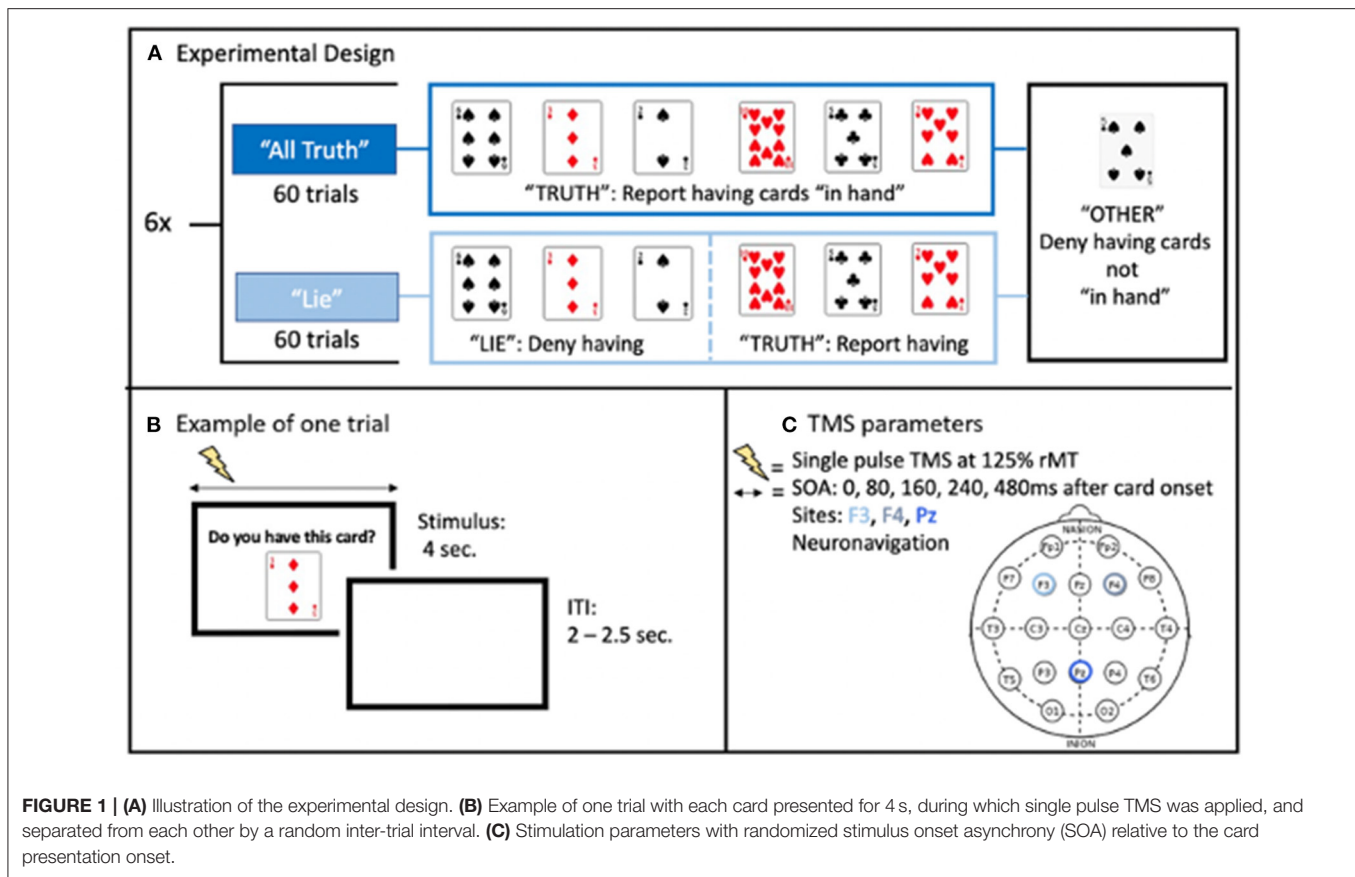 A Experimental Design
"All Truth"
60 trials
6x
"Lie"
60 trials
"TRUTH": Report having cards "in hand"
"LIE": Deny having
"TRUTH": Report having
"OTHER"
Deny having cards
not
"in hand"
B Example of one trial
Do you have this card?
Stimulus:
4 sec.
ITI:
2 – 2.5 sec.
C TMS parameters
= Single pulse TMS at 125% rMT
= SOA: 0, 80, 160, 240, 480ms after card onset
Sites: F3, F4, Pz
Neuronavigation
NASION
Fp1 Fp2
F7 F3 Fz F4 F8
T3 C3 Cz C4 T4
T5 P3 Pz P4 T6
O1 O2
INION
FIGURE 1 | (A) Illustration of the experimental design. (B) Example of one trial with each card presented for 4 s, during which single pulse TMS was applied, and
separated from each other by a random inter-trial interval. (C) Stimulation parameters with randomized stimulus onset asynchrony (SOA) relative to the card
presentation onset.